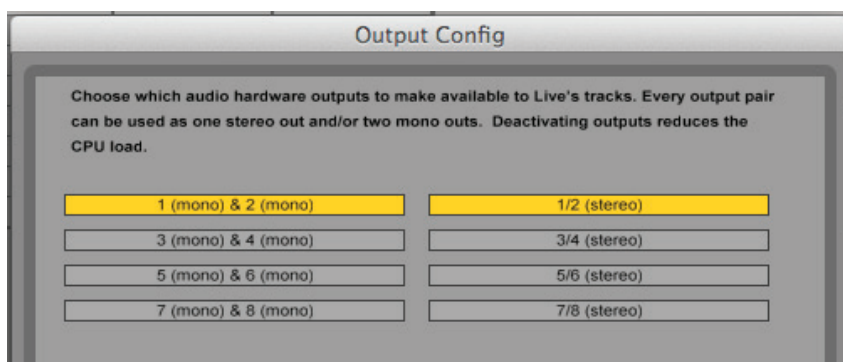 Output Config
Choose which audio hardware outputs to make available to Live's tracks. Every output pair
can be used as one stereo out and/or two mono outs. Deactivating outputs reduces the
CPU load.
1 (mono) & 2 (mono)
1/2 (stereo)
3 (mono) & 4 (mono)
3/4 (stereo)
5 (mono) & 6 (mono)
5/6 (stereo)
7 (mono) & 8 (mono)
7/8 (stereo)